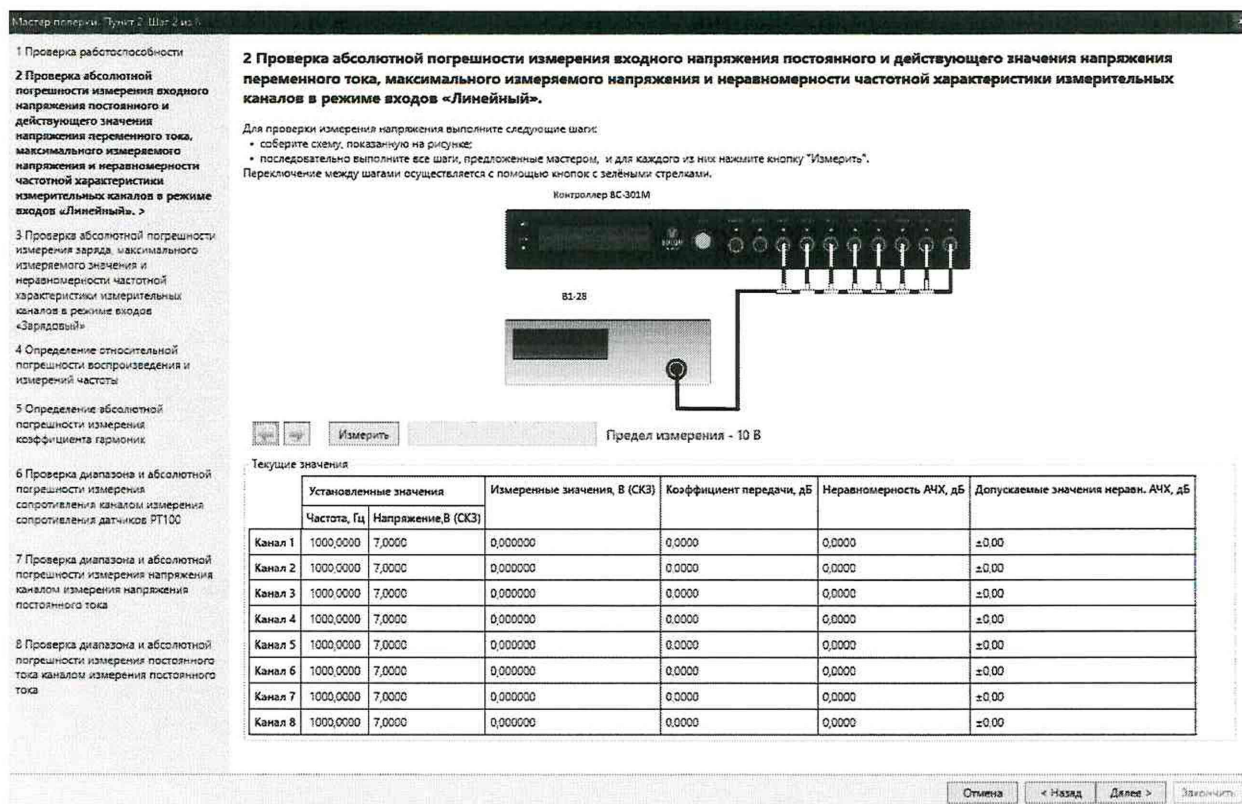 Мастер поверки. Пункт 2. Шаг 2 из
1 Проверка работоспособности
2 Проверка абсолютной
погрешности измерения входного
напряжения постоянного и
действующего значения
напряжения переменного тока,
максимального измеряемого
напряжения и неравномерности
частотной характеристики
измерительных каналов в режиме
входов «Линейный». >
3 Проверка абсолютной погрешности
измерения заряда, максимального
измеряемого значения и
неравномерности частотной
характеристики измерительных
каналов в режиме входов
«Зарядовый»
4 Определение относительной
погрешности воспроизведения и
измерений частоты
5 Определение абсолютной
погрешности измерения
коэффициента гармоник
6 Проверка диапазона и абсолютной
погрешности измерения
сопротивления каналом измерения
сопротивления датчиков PT100
7 Проверка диапазона и абсолютной
погрешности измерения напряжения
каналом измерения напряжения
постоянного тока
8 Проверка диапазона и абсолютной
погрешности измерения постоянного
тока каналом измерения постоянного
тока
2 Проверка абсолютной погрешности измерения входного напряжения постоянного и действующего значения напряжения
переменного тока, максимального измеряемого напряжения и неравномерности частотной характеристики измерительных
каналов в режиме входов «Линейный».
Для проверки измерения напряжения выполните следующие шаги:
• соберите схему, показанную на рисунке;
• последовательно выполните все шаги, предложенные мастером, и для каждого из них нажмите кнопку "Измерить".
Переключение между шагами осуществляется с помощью кнопок с зелёными стрелками.
Контроллер ВС-301М
В1-28
Измерить Предел измерения - 10 В
Текущие значения
Установленные значения Измеренные значения, В (СКЗ) Коэффициент передачи, дБ Неравномерность АЧХ, дБ Допускаемые значения неравн. АЧХ, дБ
Частота, Гц Напряжение,В (СКЗ)
Канал 1 1000,0000 7,0000 0,000000 0,0000 0,0000 ±0,00
Канал 2 1000,0000 7,0000 0,000000 0,0000 0,0000 ±0,00
Канал 3 1000,0000 7,0000 0,000000 0,0000 0,0000 ±0,00
Канал 4 1000,0000 7,0000 0,000000 0,0000 0,0000 ±0,00
Канал 5 1000,0000 7,0000 0,000000 0,0000 0,0000 ±0,00
Канал 6 1000,0000 7,0000 0,000000 0,0000 0,0000 ±0,00
Канал 7 1000,0000 7,0000 0,000000 0,0000 0,0000 ±0,00
Канал 8 1000,0000 7,0000 0,000000 0,0000 0,0000 ±0,00
Отмена < Назад Далее > Закончить